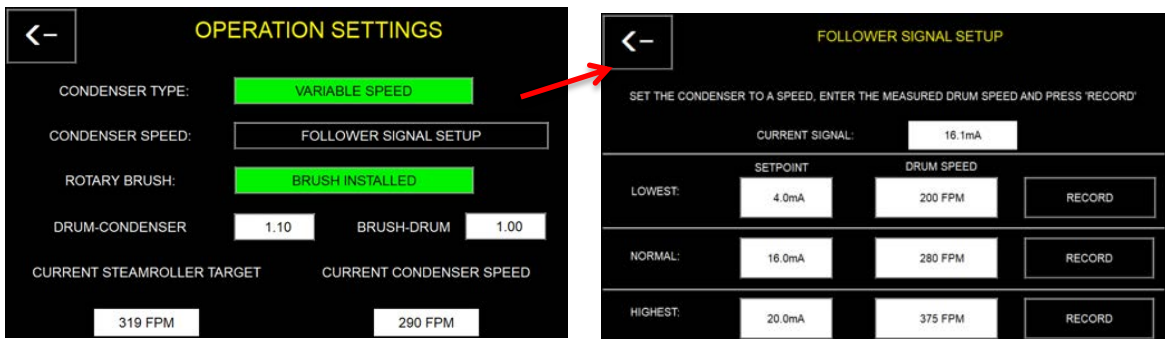 OPERATION SETTINGS
CONDENSER TYPE: VARIABLE SPEED
CONDENSER SPEED: FOLLOWER SIGNAL SETUP
ROTARY BRUSH: BRUSH INSTALLED
DRUM-CONDENSER 1.10 BRUSH-DRUM 1.00
CURRENT STEAMROLLER TARGET CURRENT CONDENSER SPEED
319 FPM 290 FPM
FOLLOWER SIGNAL SETUP
SET THE CONDENSER TO A SPEED, ENTER THE MEASURED DRUM SPEED AND PRESS 'RECORD'
CURRENT SIGNAL: 16.1mA
SETPOINT DRUM SPEED
LOWEST: 4.0mA 200 FPM RECORD
NORMAL: 16.0mA 280 FPM RECORD
HIGHEST: 20.0mA 375 FPM RECORD